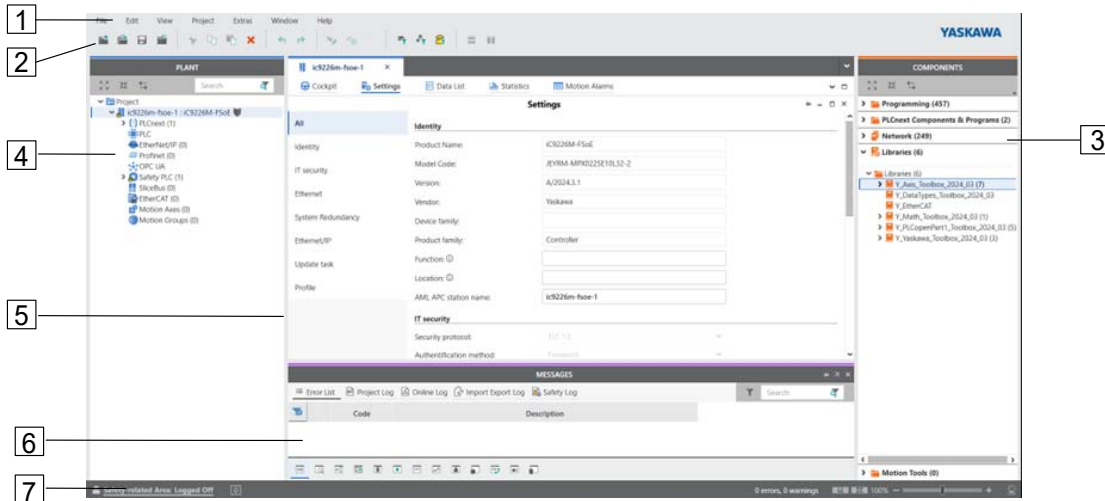 1
File Edit View Project Extras Window Help
2
YASKAWA
PLANT
ic9226m-fsoe-1 ×
COMPONENTS
Search
Cockpit Settings Data List Statistics Motion Alarms
Settings
Project
ic9226m-fsoe-1 : iC9226M-FSoE
PLCnext (1)
PLC
EtherNet/IP (0)
Profinet (0)
OPC UA
Safety PLC (1)
SliceBus (0)
EtherCAT (0)
Motion Axes (0)
Motion Groups (0)
4
All
Identity
IT security
Ethernet
System Redundancy
Ethernet/IP
Update task
Profile
5
Identity
Product Name: iC9226M-FSoE
Model Code:
Version: A/2024.3.1
Vendor: Yaskawa
Device family:
Product family: Controller
Function:
Location:
AML APC station name: ic9226m-fsoe-1
IT security
Security protocol:
Authentification method: Password
Programming (457)
PLCnext Components & Programs (2)
Network (249)
Libraries (6)
3
Libraries (6)
Y_Axis_Toolbox_2024_03 (7)
Y_DataTypes_Toolbox_2024_03
Y_EtherCAT
Y_Math_Toolbox_2024_03 (1)
Y_PLCopenPart1_Toolbox_2024_03 (5)
Y_Yaskawa_Toolbox_2024_03 (3)
Motion Tools (0)
MESSAGES
Error List Project Log Online Log Import Export Log Safety Log Search
Code Description
6
7
Safety-related Area: Logged Off
0 errors, 0 warnings 100%